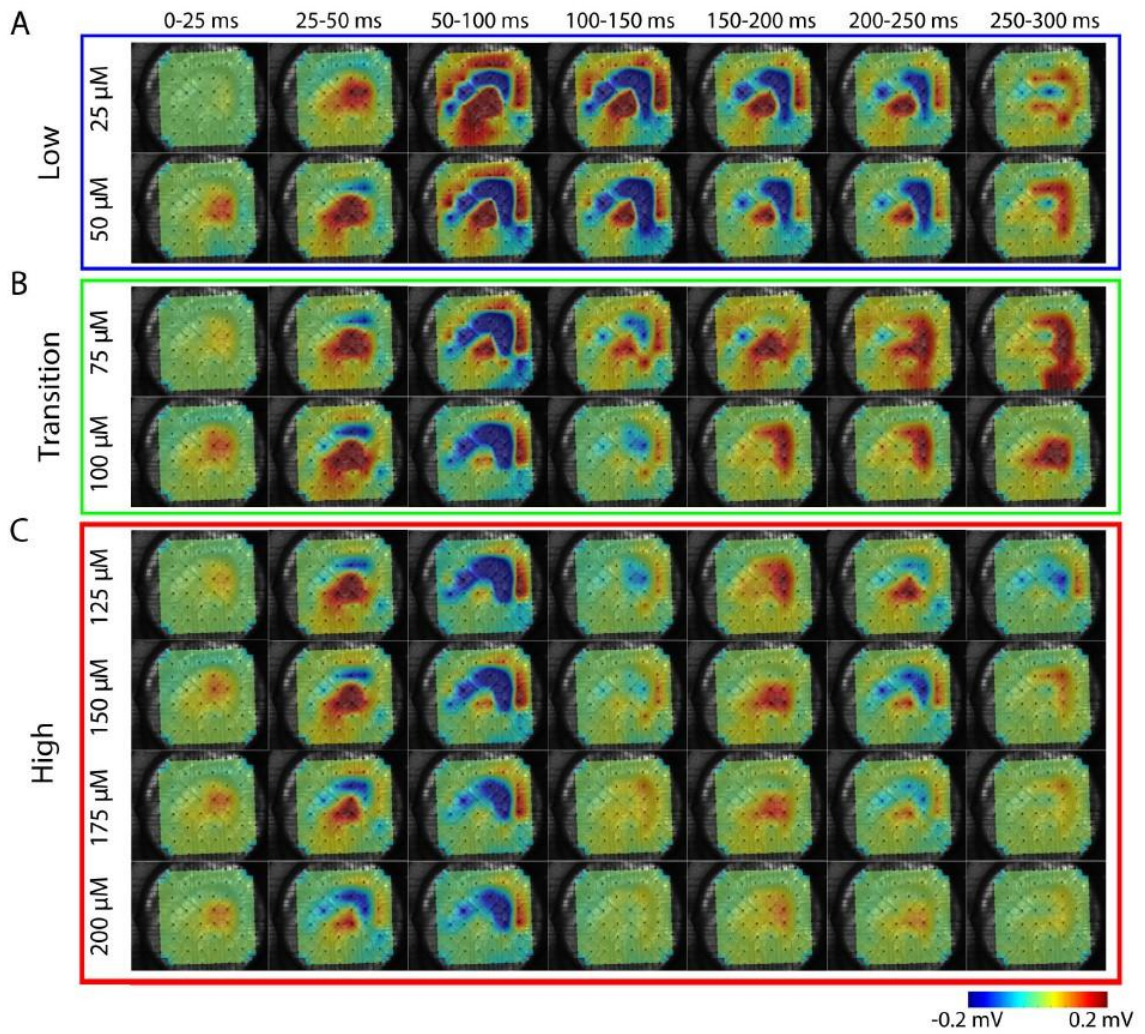 A
0-25 ms 25-50 ms 50-100 ms 100-150 ms 150-200 ms 200-250 ms 250-300 ms
Low
25 µM
50 µM
B
Transition
75 µM
100 µM
C
High
125 µM
150 µM
175 µM
200 µM
-0.2 mV 0.2 mV